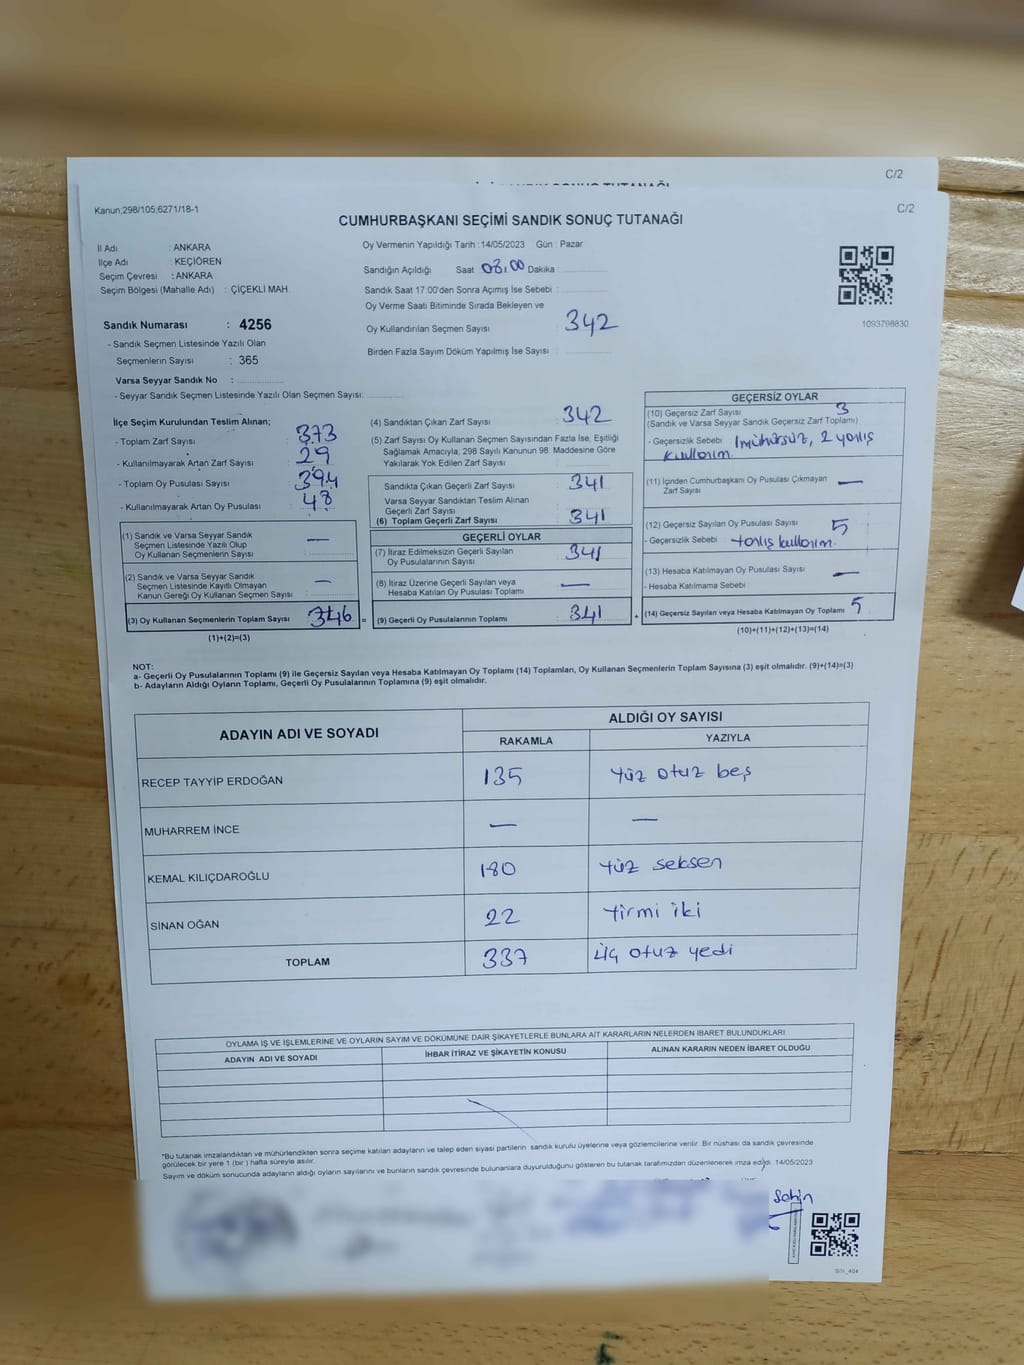 C/2
Kanun:298/105;6271/18-1
C/2
CUMHURBAŞKANI SEÇİMİ SANDIK SONUÇ TUTANAĞI
İl Adı : ANKARA
İlçe Adı : KEÇİÖREN
Seçim Çevresi : ANKARA
Seçim Bölgesi (Mahalle Adı) : ÇİÇEKLİ MAH.
Oy Vermenin Yapıldığı Tarih :14/05/2023 Gün : Pazar
Sandığın Açıldığı Saat 08.00 Dakika :
Sandık Saat 17:00'den Sonra Açımış İse Sebebi :
Oy Verme Saati Bitiminde Sırada Bekleyen ve
Oy Kullandırılan Seçmen Sayısı : 342
Birden Fazla Sayım Döküm Yapılmış İse Sayısı :
1093798830
Sandık Numarası : 4256
- Sandık Seçmen Listesinde Yazılı Olan
Seçmenlerin Sayısı : 365
Varsa Seyyar Sandık No :
- Seyyar Sandık Seçmen Listesinde Yazılı Olan Seçmen Sayısı:
İlçe Seçim Kurulundan Teslim Alınan;
- Toplam Zarf Sayısı : 373
- Kullanılmayarak Artan Zarf Sayısı : 29
- Toplam Oy Pusulası Sayısı : 394
- Kullanılmayarak Artan Oy Pusulası : 48
(1) Sandık ve Varsa Seyyar Sandık
Seçmen Listesinde Yazılı Olup
Oy Kullanan Seçmenlerin Sayısı : —
(2) Sandık ve Varsa Seyyar Sandık
Seçmen Listesinde Kayıtlı Olmayan
Kanun Gereği Oy Kullanan Seçmen Sayısı : —
(3) Oy Kullanan Seçmenlerin Toplam Sayısı : 346 =
(1)+(2)=(3)
(4) Sandıktan Çıkan Zarf Sayısı : 342
(5) Zarf Sayısı Oy Kullanan Seçmen Sayısından Fazla İse, Eşitliği
Sağlamak Amacıyla; 298 Sayılı Kanunun 98. Maddesine Göre
Yakılarak Yok Edilen Zarf Sayısı :
Sandıkta Çıkan Geçerli Zarf Sayısı : 341
Varsa Seyyar Sandıktan Teslim Alınan
Geçerli Zarf Sayısı :
(6) Toplam Geçerli Zarf Sayısı : 341
GEÇERLİ OYLAR
(7) İtiraz Edilmeksizin Geçerli Sayılan
Oy Pusulasının Sayısı : 341
(8) İtiraz Üzerine Geçerli Sayılan veya
Hesaba Katılan Oy Pusulası Toplamı : —
(9) Geçerli Oy Pusulalarının Toplamı : 341 +
GEÇERSİZ OYLAR
(10) Geçersiz Zarf Sayısı : 3
(Sandık ve Varsa Seyyar Sandık Geçersiz Zarf Toplamı)
- Geçersizlik Sebebi : 1 mühürsüz, 2 yanlış
kullanım
(11) İçinden Cumhurbaşkanı Oy Pusulası Çıkmayan
Zarf Sayısı : —
(12) Geçersiz Sayılan Oy Pusulası Sayısı : 5
- Geçersizlik Sebebi : yanlış kullanım.
(13) Hesaba Katılmayan Oy Pusulası Sayısı : —
- Hesaba Katılmama Sebebi :
(14) Geçersiz Sayılan veya Hesaba Katılmayan Oy Toplamı : 5
(10)+(11)+(12)+(13)=(14)
NOT:
a- Geçerli Oy Pusulalarının Toplamı (9) ile Geçersiz Sayılan veya Hesaba Katılmayan Oy Toplamı (14) Toplamları, Oy Kullanan Seçmenlerin Toplam Sayısına (3) eşit olmalıdır. (9)+(14)=(3)
b- Adayların Aldığı Oyların Toplamı, Geçerli Oy Pusulalarının Toplamına (9) eşit olmalıdır.
ADAYIN ADI VE SOYADI
ALDIĞI OY SAYISI
RAKAMLA YAZIYLA
RECEP TAYYİP ERDOĞAN 135 Yüz otuz beş
MUHARREM İNCE — —
KEMAL KILIÇDAROĞLU 180 Yüz seksen
SİNAN OĞAN 22 Yirmi iki
TOPLAM 337 Üç otuz yedi
OYLAMA İŞ VE İŞLEMLERİNE VE OYLARIN SAYIM VE DÖKÜMÜNE DAİR ŞİKAYETLERLE BUNLARA AİT KARARLARIN NELERDEN İBARET BULUNDUKLARI
ADAYIN ADI VE SOYADI İHBAR İTİRAZ VE ŞİKAYETİN KONUSU ALINAN KARARIN NEDEN İBARET OLDUĞU
*Bu tutanak imzalandıktan ve mühürlendikten sonra seçime katılan adayların ve talep eden siyasi partilerin sandık kurulu üyelerine veya gözlemcilerine verilir. Bir nüshası da sandık çevresinde
görülecek bir yere 1 (bir ) hafta süreyle asılır.
Sayım ve döküm sonucunda adayların aldığı oyların sayılarını ve bunların sandık çevresinde bulunanlara duyurulduğunu gösteren bu tutanak tarafımızdan düzenlenerek imza edildi. 14/05/2023
Şahin